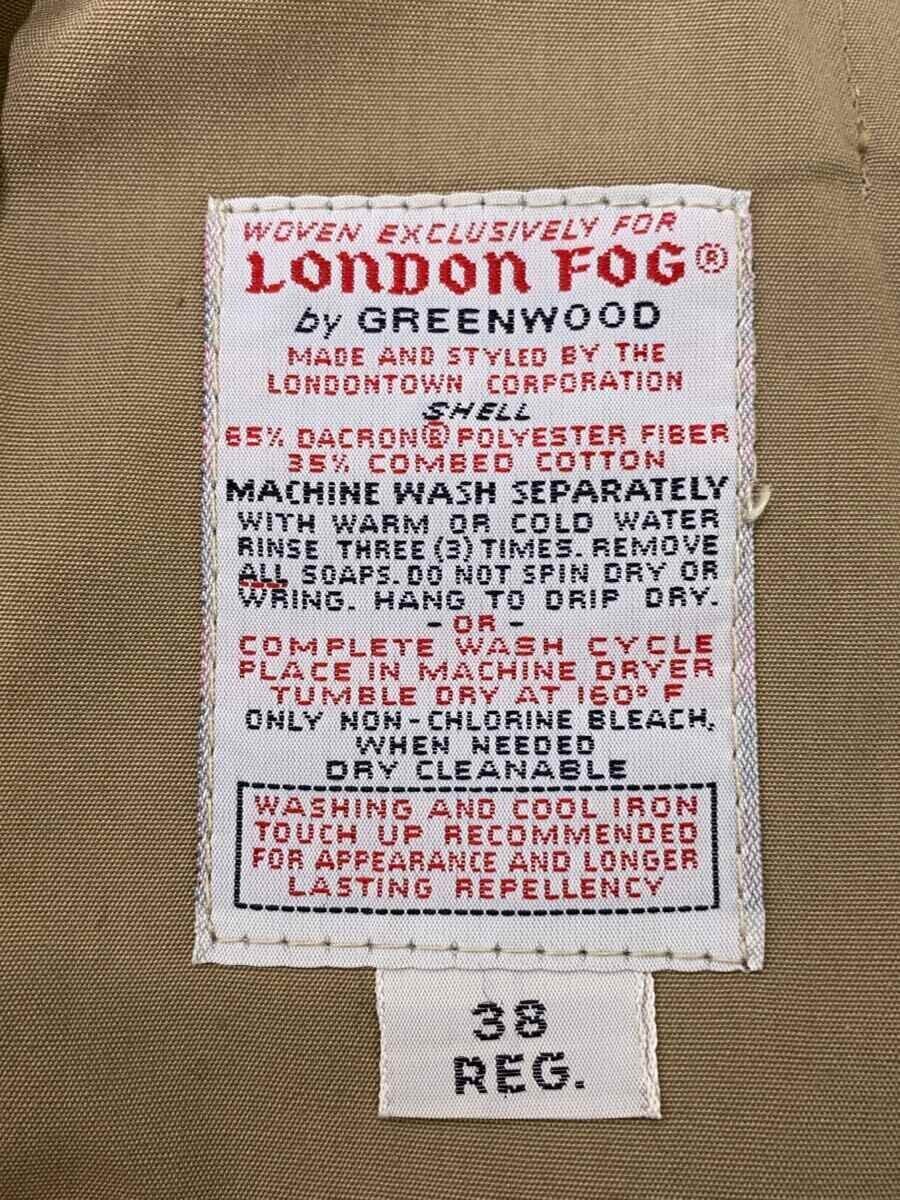 WOVEN EXCLUSIVELY FOR
LONDON FOG®
by GREENWOOD
MADE AND STYLED BY THE
LONDONTOWN CORPORATION
SHELL
65% DACRON® POLYESTER FIBER
35% COMBED COTTON
MACHINE WASH SEPARATELY
WITH WARM OR COLD WATER
RINSE THREE (3) TIMES. REMOVE
ALL SOAPS. DO NOT SPIN DRY OR
WRING. HANG TO DRIP DRY.
- OR -
COMPLETE WASH CYCLE
PLACE IN MACHINE DRYER
TUMBLE DRY AT 160° F
ONLY NON-CHLORINE BLEACH,
WHEN NEEDED
DRY CLEANABLE
WASHING AND COOL IRON
TOUCH UP RECOMMENDED
FOR APPEARANCE AND LONGER
LASTING REPELLENCY
38
REG.